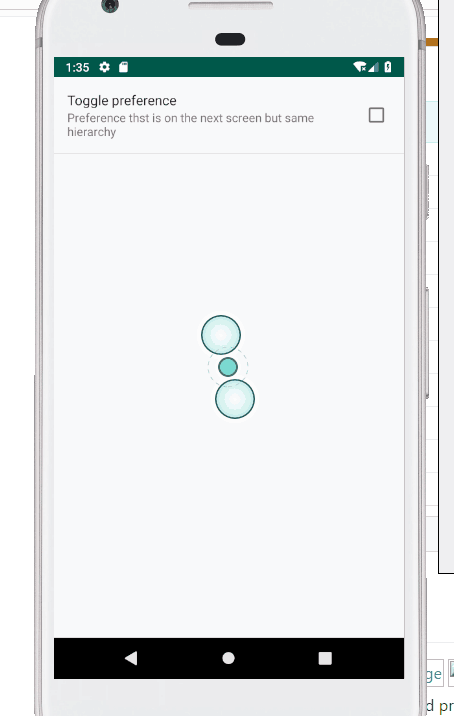 1:35
Toggle preference
Preference thst is on the next screen but same
hierarchy
ge
d pr